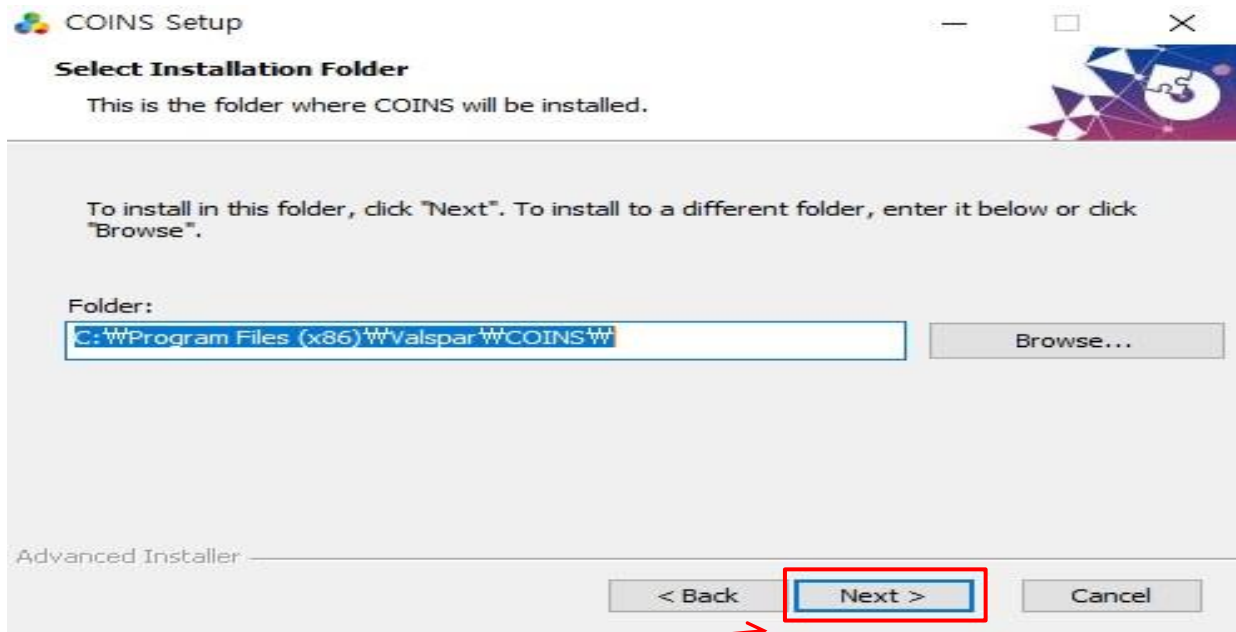 COINS Setup
Select Installation Folder
This is the folder where COINS will be installed.
To install in this folder, click "Next". To install to a different folder, enter it below or click
"Browse".
Folder:
C:₩Program Files (x86)₩Valspar₩COINS₩
Browse...
Advanced Installer
< Back
Next >
Cancel